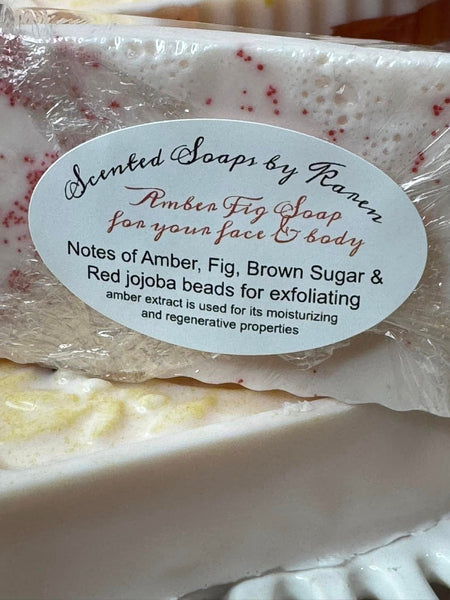 Scented Soaps by Karen
Amber Fig Soap
for your face & body
Notes of Amber, Fig, Brown Sugar &
Red jojoba beads for exfoliating
amber extract is used for its moisturizing
and regenerative properties